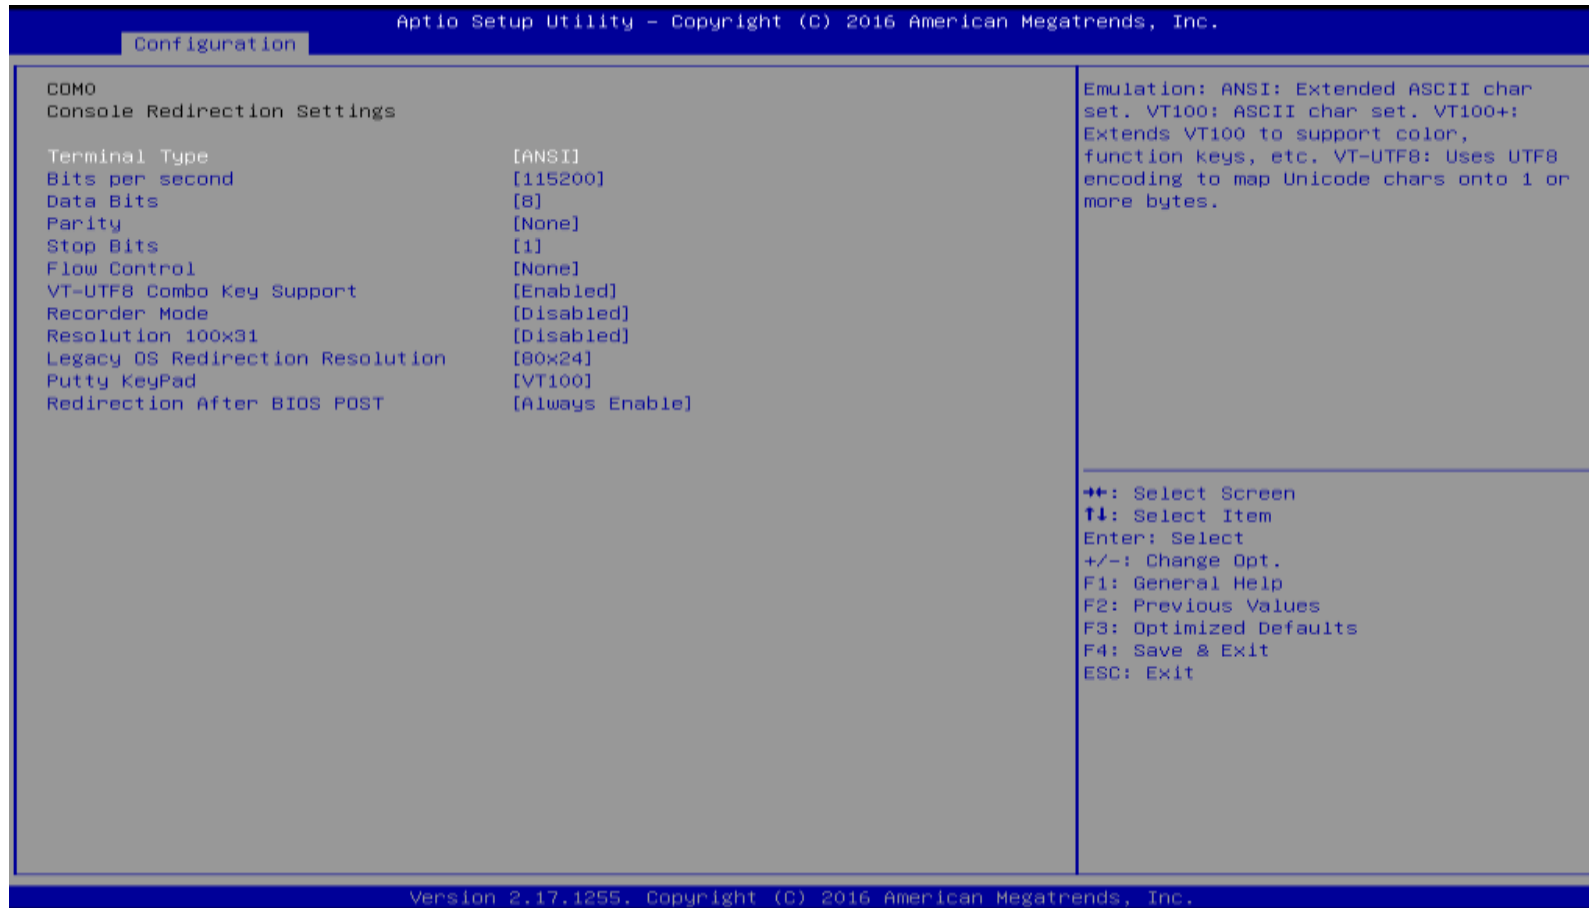 Aptio Setup Utility – Copyright (C) 2016 American Megatrends, Inc.
Configuration
COM0
Console Redirection Settings
Terminal Type [ANSI]
Bits per second [115200]
Data Bits [8]
Parity [None]
Stop Bits [1]
Flow Control [None]
VT-UTF8 Combo Key Support [Enabled]
Recorder Mode [Disabled]
Resolution 100x31 [Disabled]
Legacy OS Redirection Resolution [80x24]
Putty KeyPad [VT100]
Redirection After BIOS POST [Always Enable]
Emulation: ANSI: Extended ASCII char
set. VT100: ASCII char set. VT100+:
Extends VT100 to support color,
function keys, etc. VT-UTF8: Uses UTF8
encoding to map Unicode chars onto 1 or
more bytes.
→←: Select Screen
↑↓: Select Item
Enter: Select
+/-: Change Opt.
F1: General Help
F2: Previous Values
F3: Optimized Defaults
F4: Save & Exit
ESC: Exit
Version 2.17.1255. Copyright (C) 2016 American Megatrends, Inc.